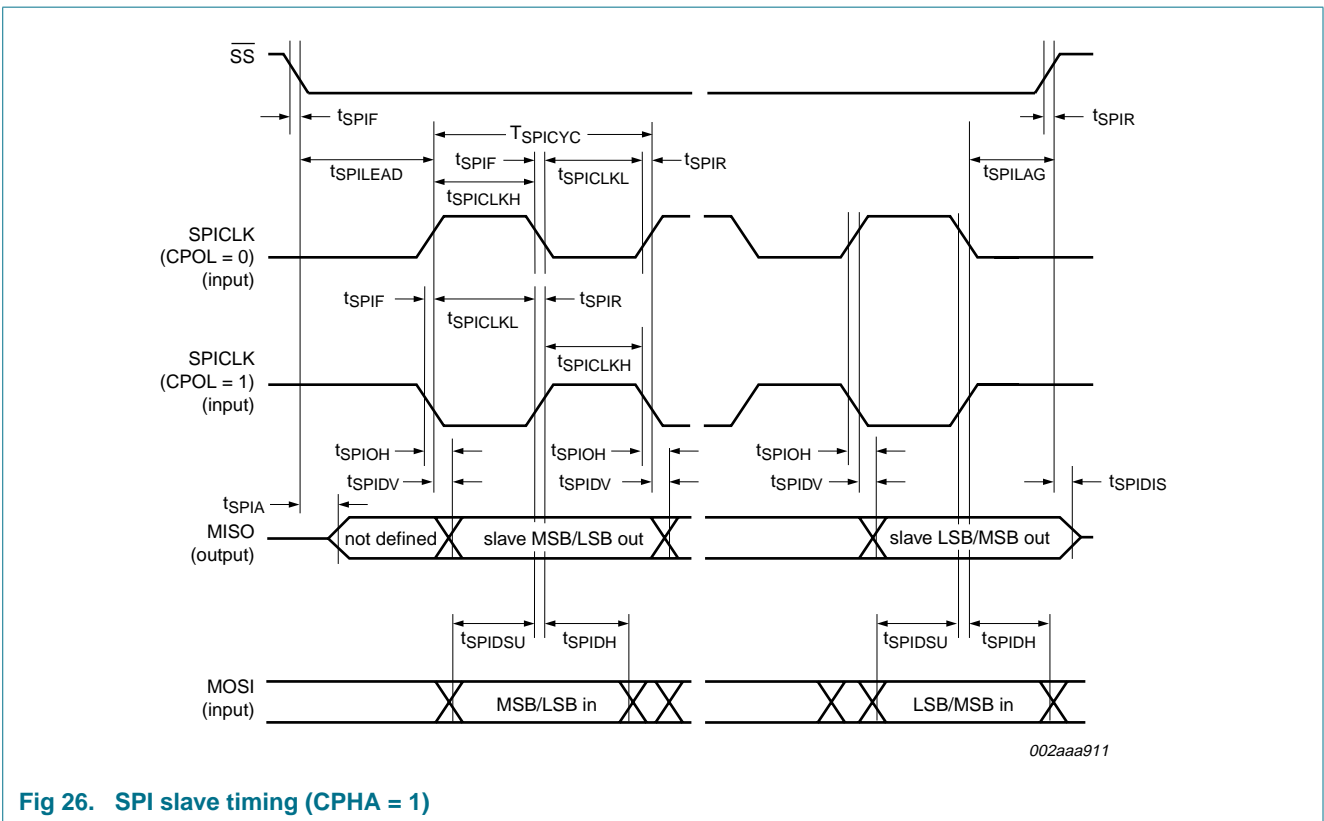 SS
tSPIF
tSPIR
TSPICYC
tSPILEAD
tSPIF
tSPICLKL
tSPIR
tSPILAG
tSPICLKH
SPICLK
(CPOL = 0)
(input)
tSPIF
tSPICLKL
tSPIR
tSPICLKH
SPICLK
(CPOL = 1)
(input)
tSPIOH
tSPIOH
tSPIOH
tSPIDV
tSPIDV
tSPIDV
tSPIDIS
tSPIA
MISO
(output)
not defined
slave MSB/LSB out
slave LSB/MSB out
tSPIDSU
tSPIDH
tSPIDSU
tSPIDH
MOSI
(input)
MSB/LSB in
LSB/MSB in
002aaa911
Fig 26. SPI slave timing (CPHA = 1)